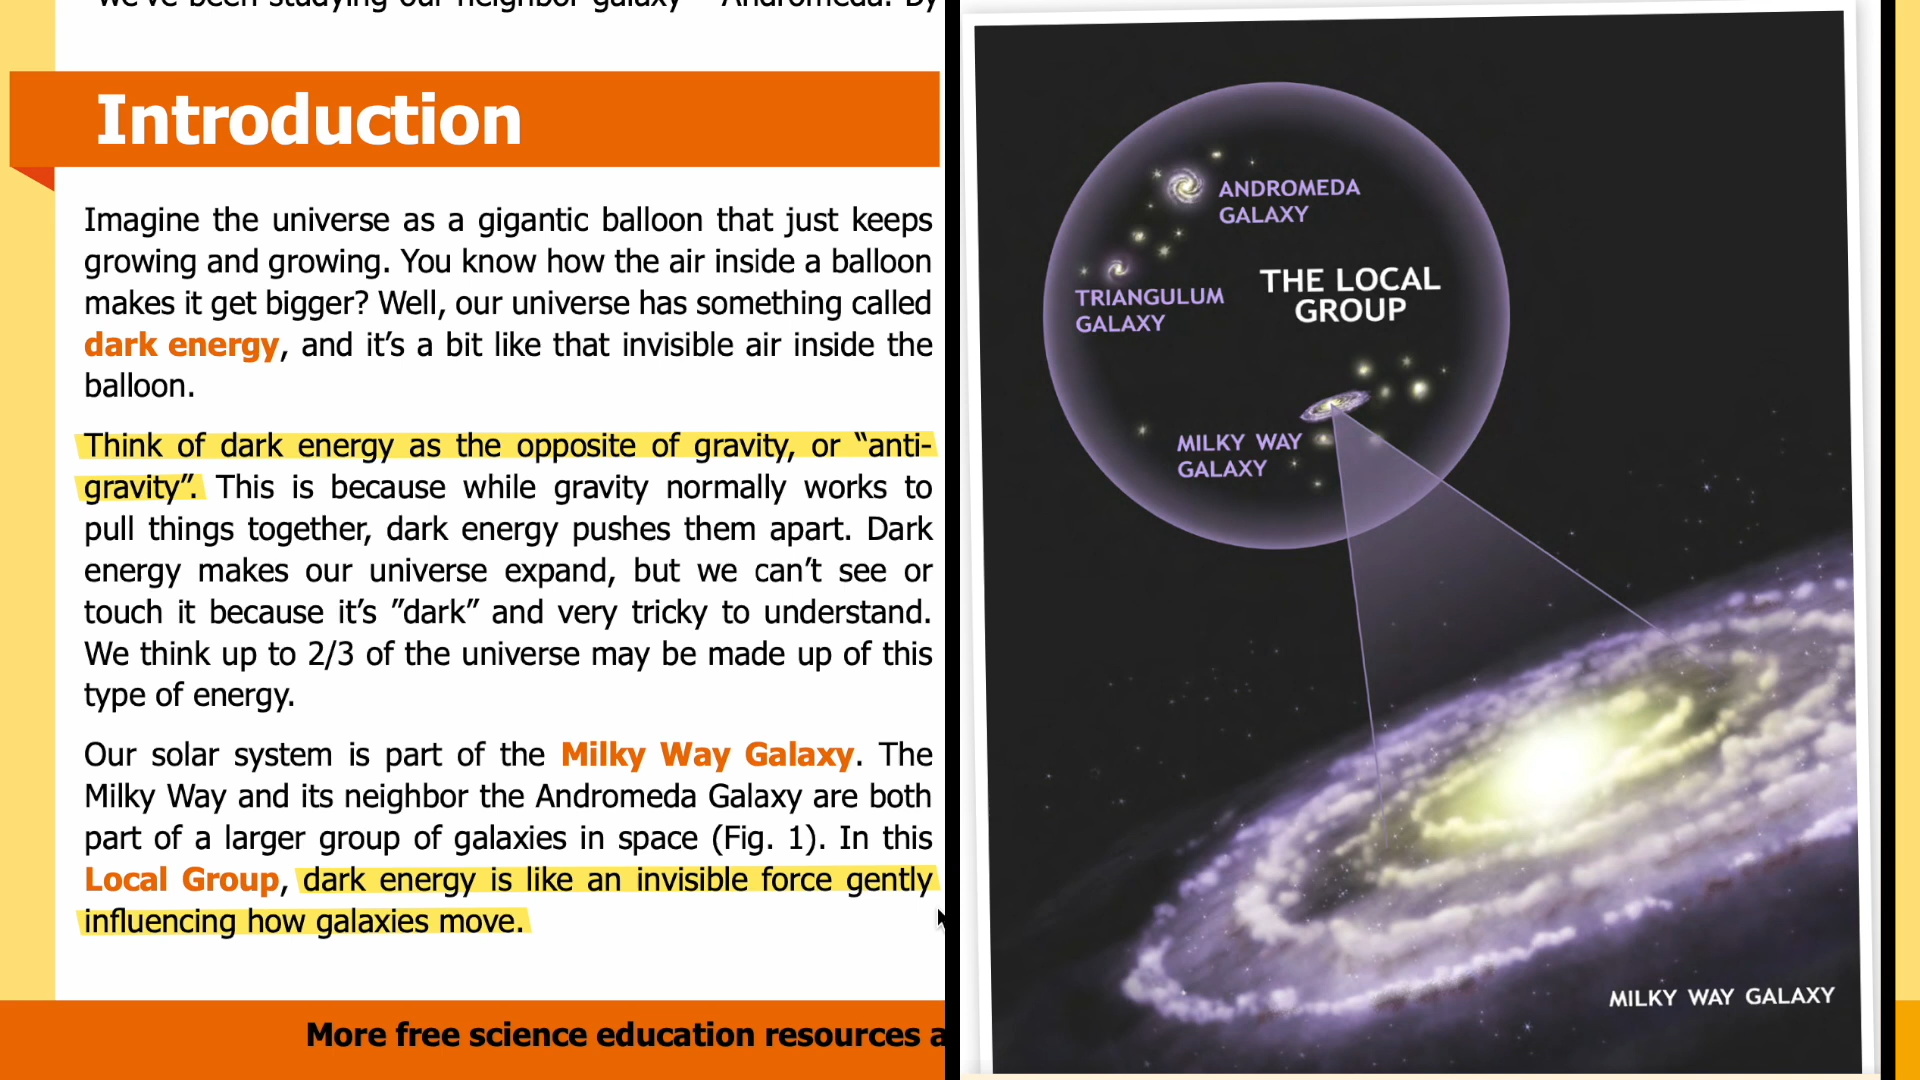 we've been studying our neighbor galaxy – Andromeda. By
Introduction
Imagine the universe as a gigantic balloon that just keeps
growing and growing. You know how the air inside a balloon
makes it get bigger? Well, our universe has something called
dark energy, and it’s a bit like that invisible air inside the
balloon.
Think of dark energy as the opposite of gravity, or “anti-
gravity”. This is because while gravity normally works to
pull things together, dark energy pushes them apart. Dark
energy makes our universe expand, but we can’t see or
touch it because it’s ”dark” and very tricky to understand.
We think up to 2/3 of the universe may be made up of this
type of energy.
Our solar system is part of the Milky Way Galaxy. The
Milky Way and its neighbor the Andromeda Galaxy are both
part of a larger group of galaxies in space (Fig. 1). In this
Local Group, dark energy is like an invisible force gently
influencing how galaxies move.
More free science education resources a
ANDROMEDA
GALAXY
THE LOCAL
GROUP
TRIANGULUM
GALAXY
MILKY WAY
GALAXY
MILKY WAY GALAXY